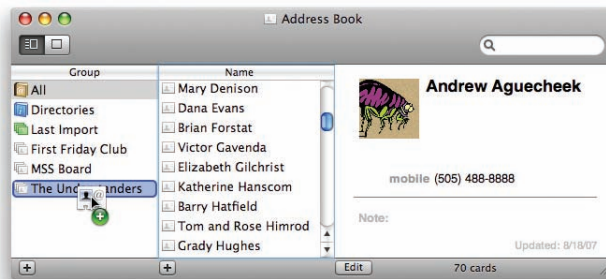 Address Book
Group
All
Directories
Last Import
First Friday Club
MSS Board
The Understanders
Name
Mary Denison
Dana Evans
Brian Forstat
Victor Gavenda
Elizabeth Gilchrist
Katherine Hanscom
Barry Hatfield
Tom and Rose Himrod
Grady Hughes
Andrew Aguecheek
mobile (505) 488-8888
Note:
Updated: 8/18/07
Edit
70 cards